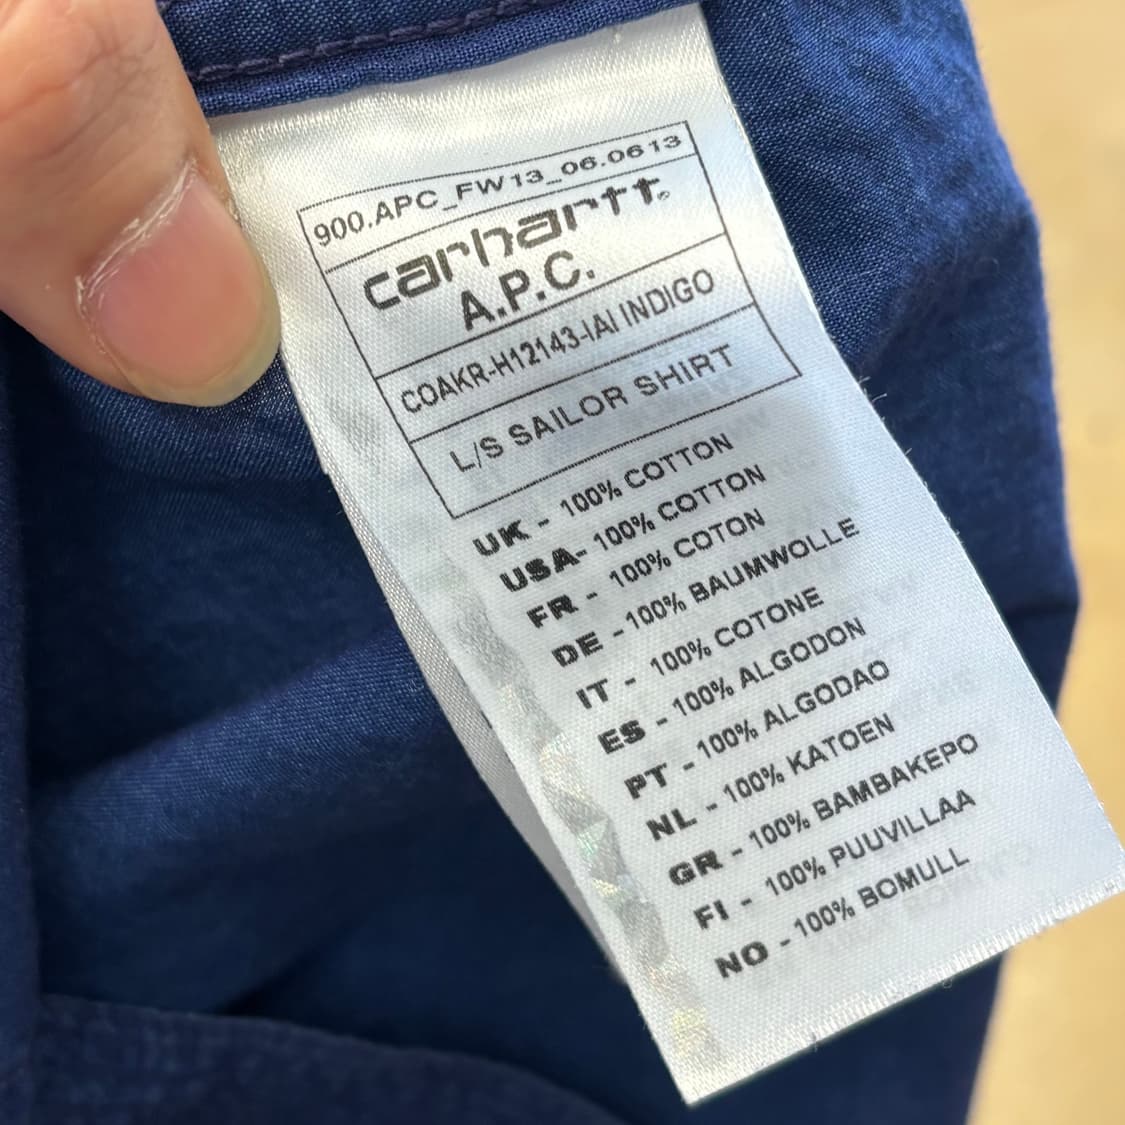 900.APC_FW13_06.0613
carhartt®
A.P.C.
COAKR-H12143-IAI INDIGO
L/S SAILOR SHIRT
UK - 100% COTTON
USA- 100% COTTON
FR - 100% COTON
DE - 100% BAUMWOLLE
IT - 100% COTONE
ES - 100% ALGODON
PT - 100% ALGODAO
NL - 100% KATOEN
GR - 100% BAMBAKEPO
FI - 100% PUUVILLAA
NO - 100% BOMULL